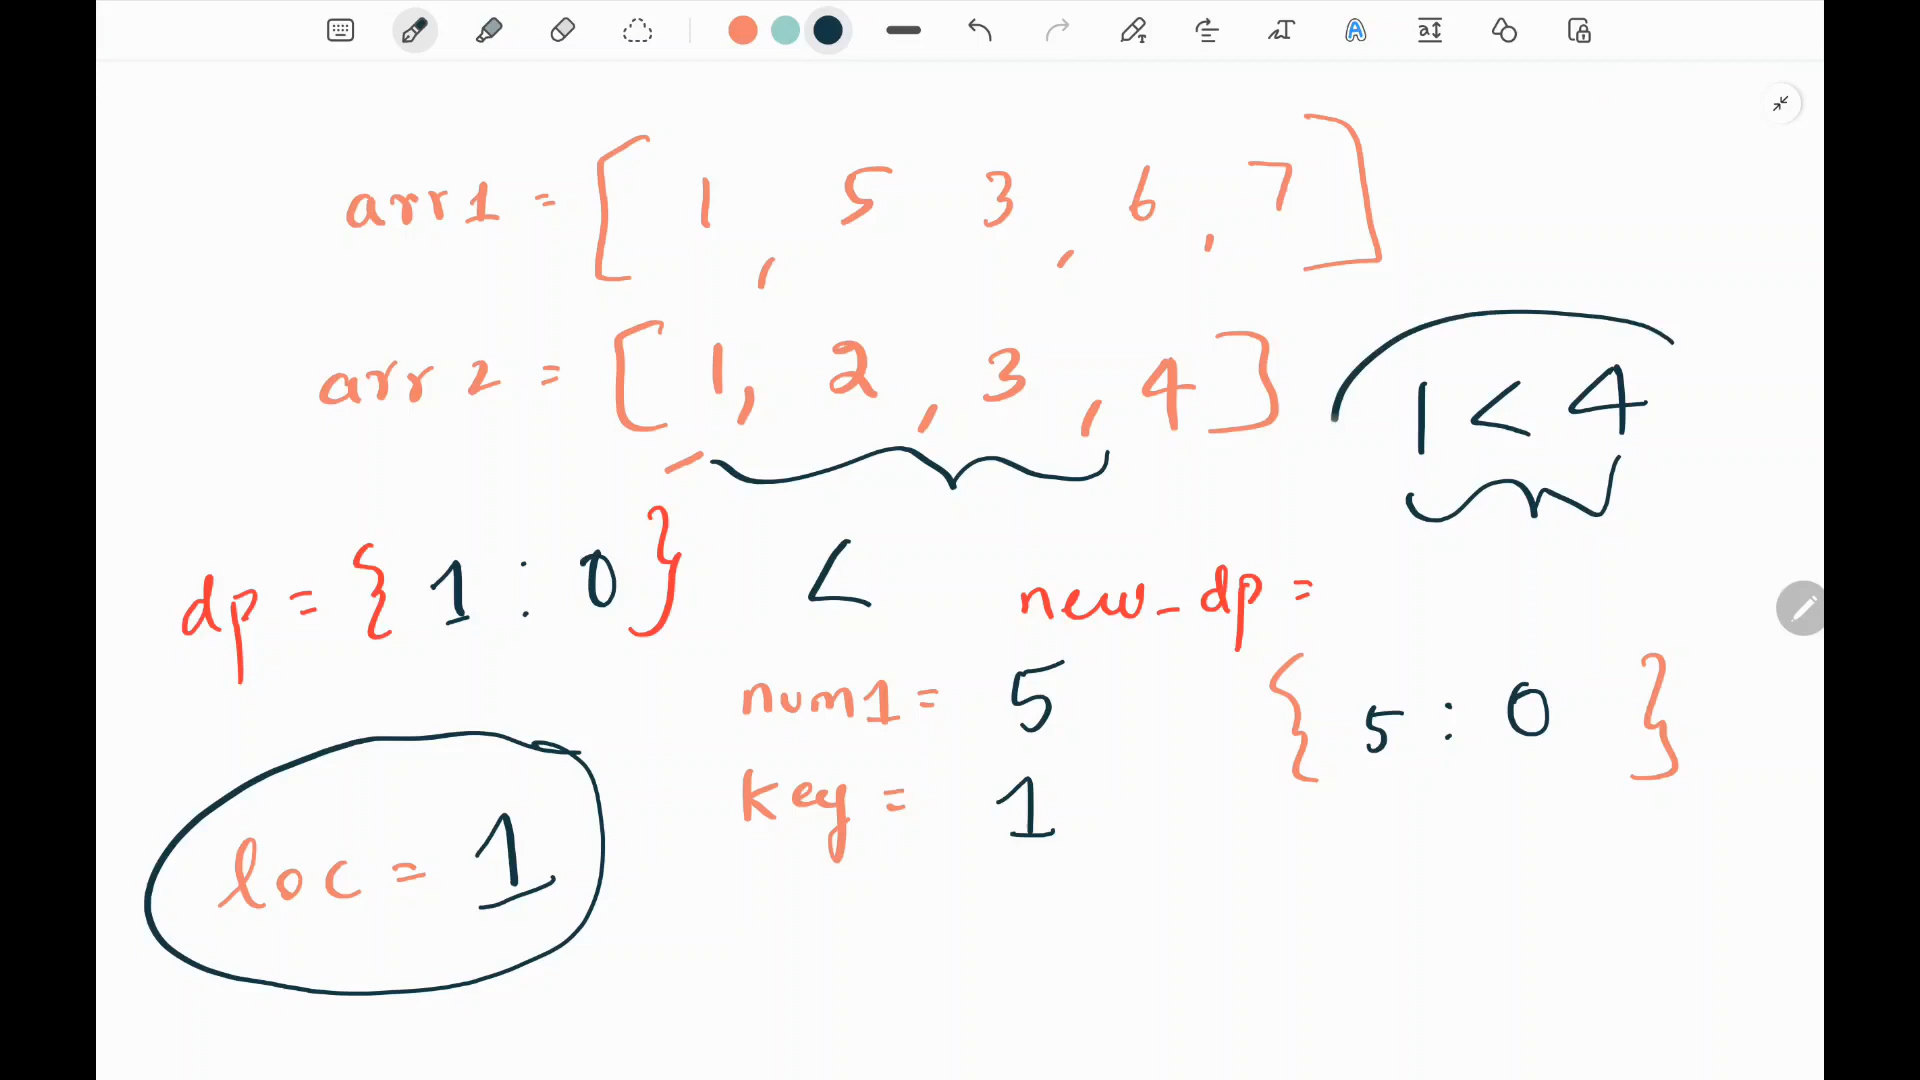 arr1 = [1, 5 3, 6, 7]
arr2 = [1, 2, 3, 4]
1 < 4
dp = {1 : 0}
<
new_dp =
{5 : 0}
num1 = 5
key = 1
loc = 1